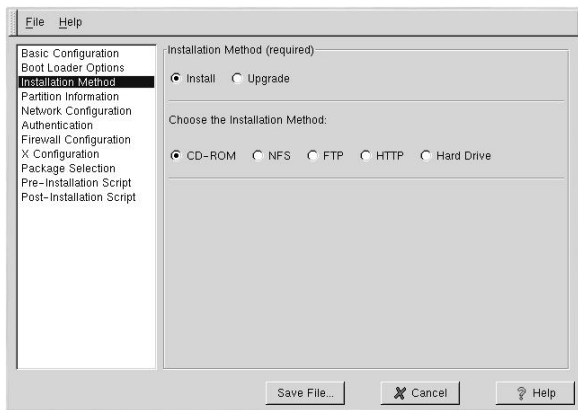 File Help
Basic Configuration
Boot Loader Options
Installation Method
Partition Information
Network Configuration
Authentication
Firewall Configuration
X Configuration
Package Selection
Pre-Installation Script
Post-Installation Script
Installation Method (required)
Install Upgrade
Choose the Installation Method:
CD-ROM NFS FTP HTTP Hard Drive
Save File... Cancel Help